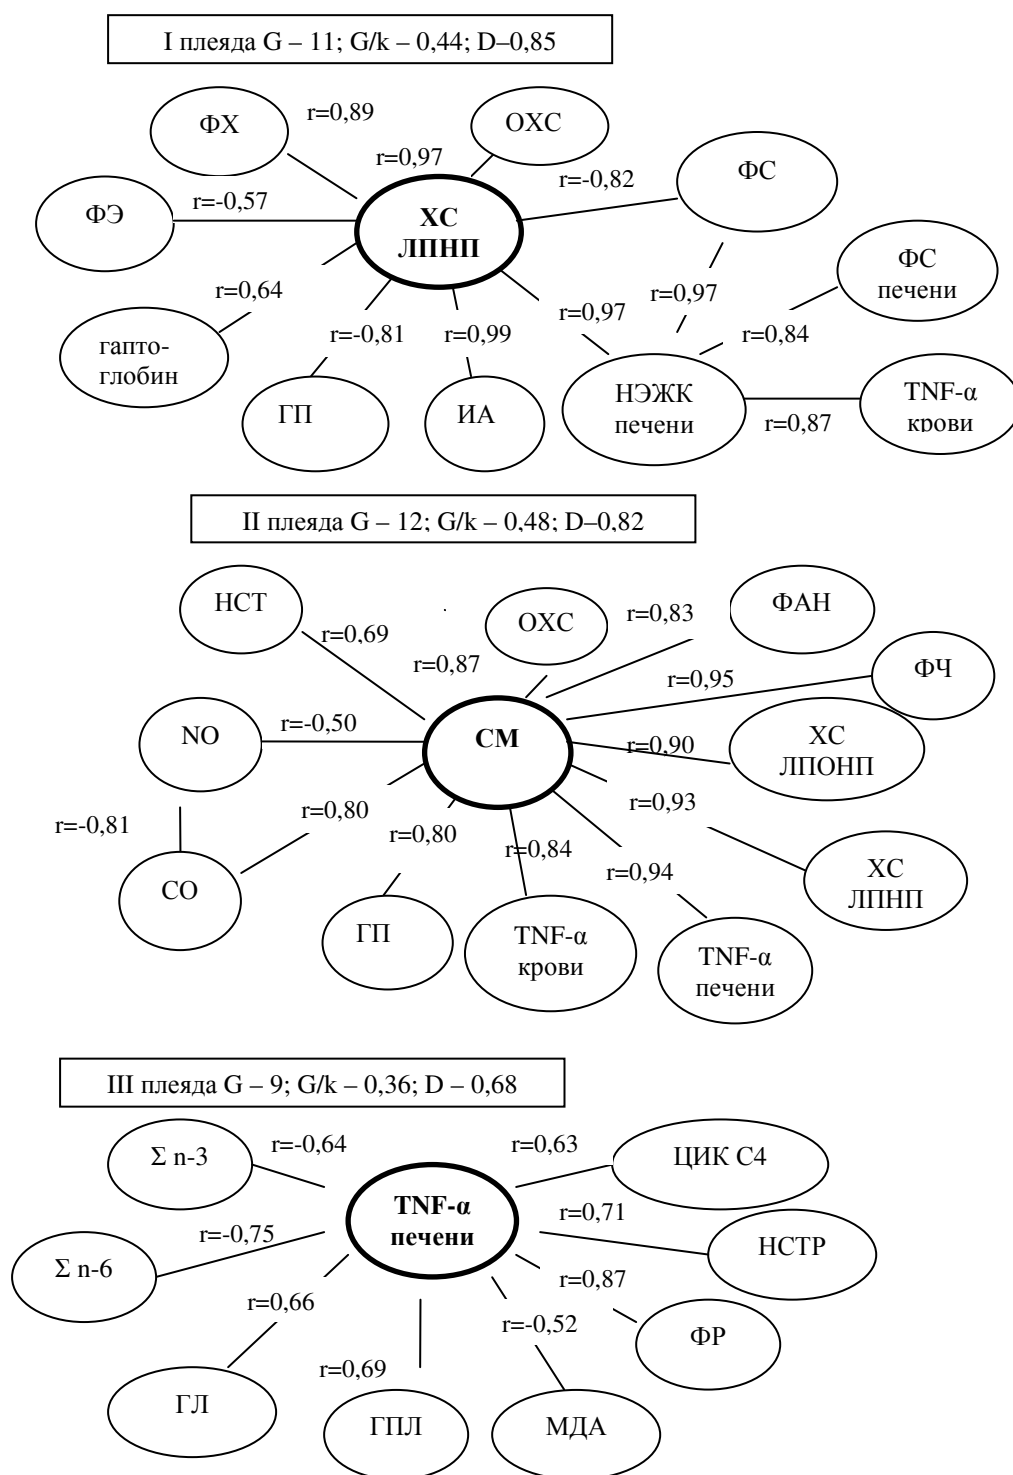 I плеяда G – 11; G/k – 0,44; D–0,85
ФХ
r=0,89
ОХС
r=0,97
r=-0,82
ФС
ФЭ
r=-0,57
ХС
ЛПНП
ФС
печени
r=0,64
r=0,97
r=-0,81
r=0,99
r=0,97
r=0,84
гапто-
глобин
ГП
ИА
НЭЖК
печени
r=0,87
TNF-α
крови
II плеяда G – 12; G/k – 0,48; D–0,82
НСТ
r=0,69
ОХС
r=0,83
ФАН
r=0,87
r=0,95
ФЧ
NO
r=-0,50
СМ
r=0,90
ХС
ЛПОНП
r=-0,81
r=0,80
r=0,80
r=0,84
r=0,93
r=0,94
СО
ГП
TNF-α
крови
TNF-α
печени
ХС
ЛПНП
III плеяда G – 9; G/k – 0,36; D – 0,68
Σ n-3
r=-0,64
r=0,63
ЦИК С4
TNF-α
печени
r=-0,75
r=0,71
НСТР
Σ n-6
r=0,66
r=0,87
r=-0,52
ФР
r=0,69
ГЛ
ГПЛ
МДА